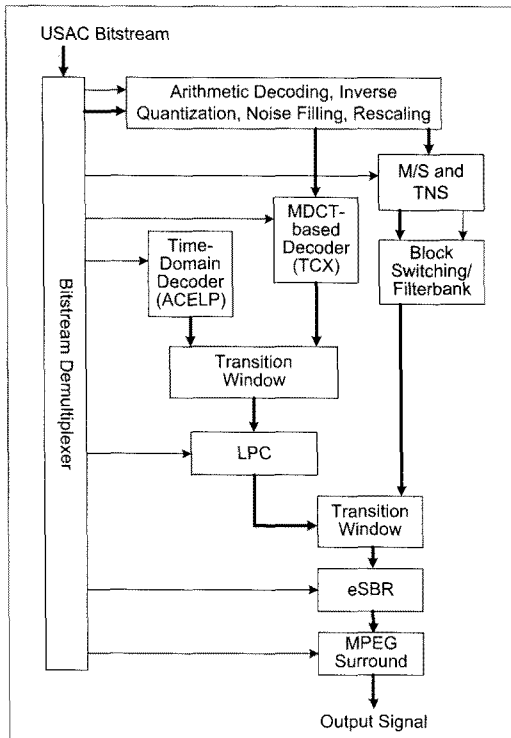 USAC Bitstream
Arithmetic Decoding, Inverse
Quantization, Noise Filling, Rescaling
M/S and
TNS
MDCT-
based
Decoder
(TCX)
Time-
Domain
Decoder
(ACELP)
Block
Switching/
Filterbank
Bitstream Demultiplexer
Transition
Window
LPC
Transition
Window
eSBR
MPEG
Surround
Output Signal